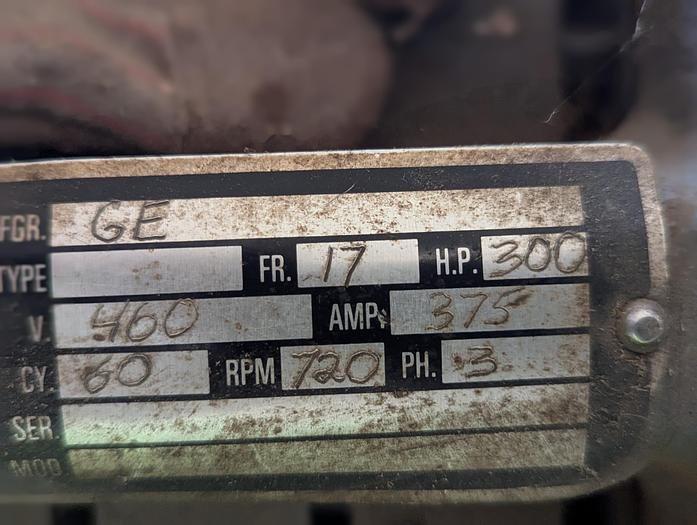 FGR. GE
TYPE FR. 17 H.P. 300
V. 460 AMP. 375
CY. 60 RPM 720 PH. 3
SER.
MOD